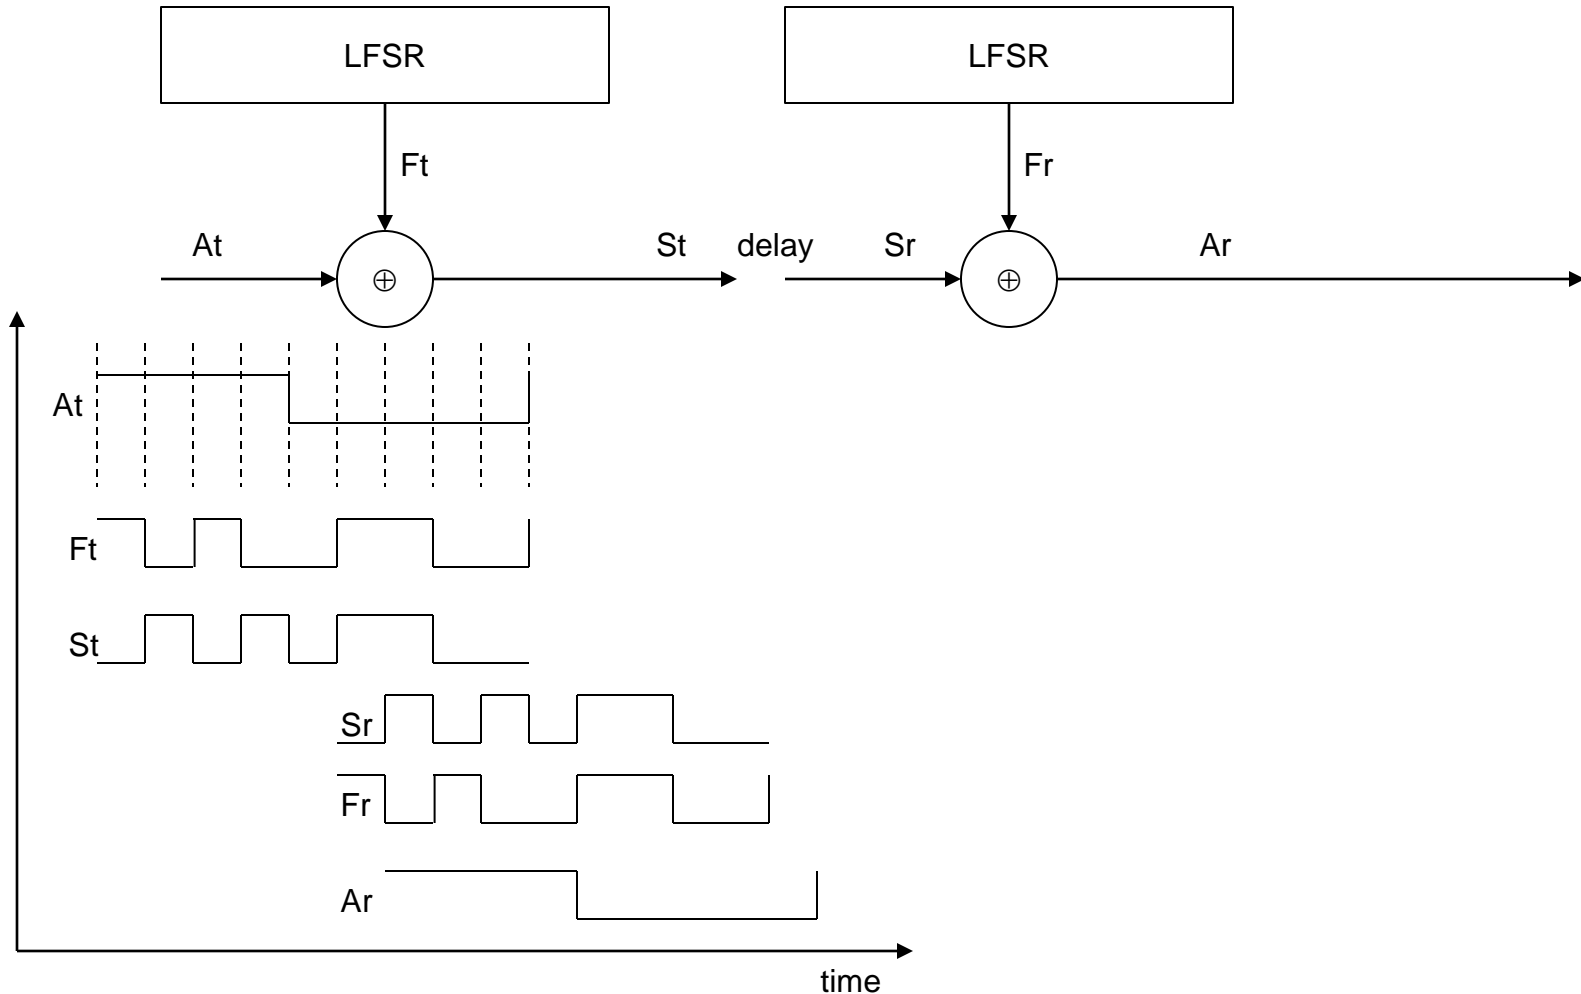 LFSR LFSR
Ft Fr
At St delay Sr Ar
⊕ ⊕
At
Ft
St
Sr
Fr
Ar
time